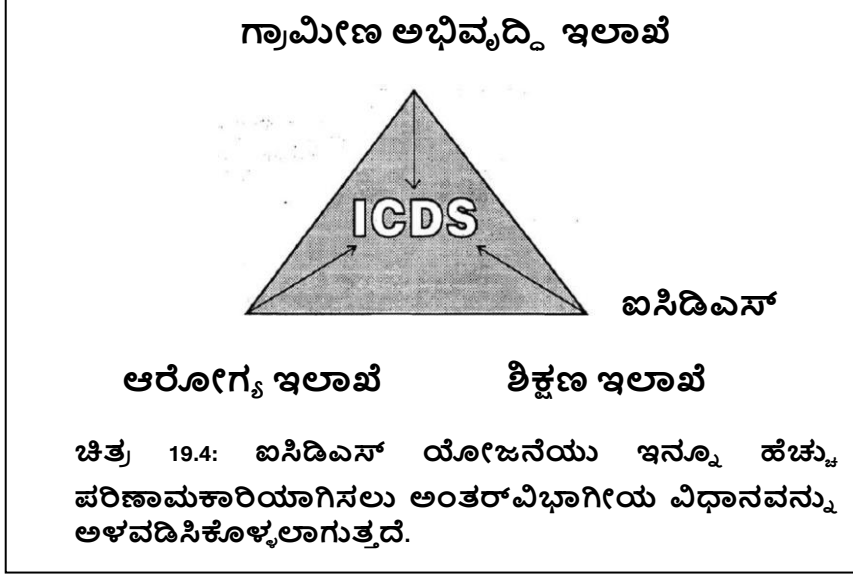 ಗ್ರಾಮೀಣ ಅಭಿವೃದ್ಧಿ ಇಲಾಖೆ
ICDS
ಐಸಿಡಿಎಸ್
ಆರೋಗ್ಯ ಇಲಾಖೆ ಶಿಕ್ಷಣ ಇಲಾಖೆ
ಚಿತ್ರ 19.4: ಐಸಿಡಿಎಸ್ ಯೋಜನೆಯು ಇನ್ನೂ ಹೆಚ್ಚು
ಪರಿಣಾಮಕಾರಿಯಾಗಿಸಲು ಅಂತರ್‌ವಿಭಾಗೀಯ ವಿಧಾನವನ್ನು
ಅಳವಡಿಸಿಕೊಳ್ಳಲಾಗುತ್ತದೆ.